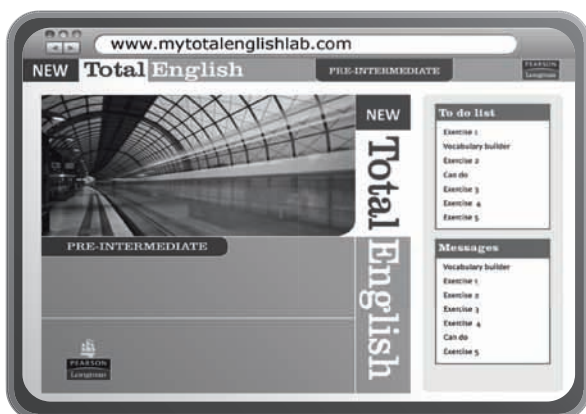 www.mytotalenglishlab.com
NEW Total English
PRE-INTERMEDIATE
PEARSON
Longman
NEW
Total English
PRE-INTERMEDIATE
PEARSON
Longman
To do list
Exercise 1
Vocabulary builder
Exercise 2
Can do
Exercise 3
Exercise 4
Exercise 5
Messages
Vocabulary builder
Exercise 1
Exercise 2
Exercise 3
Exercise 4
Can do
Exercise 5